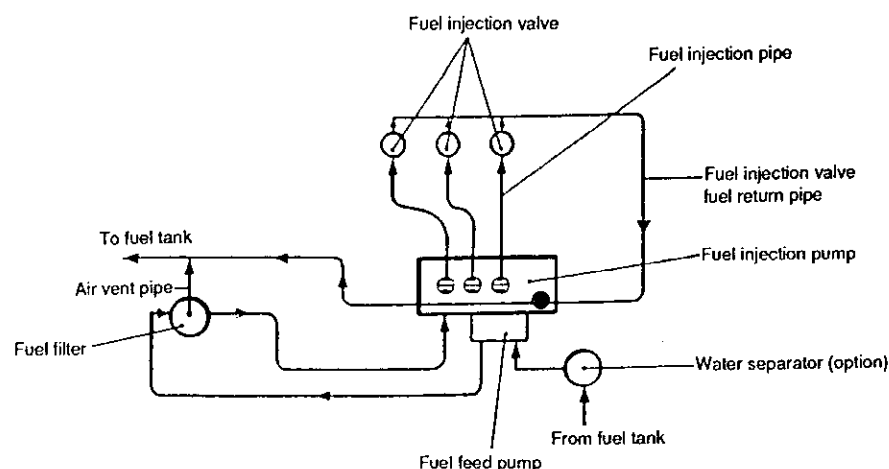 Fuel injection valve
Fuel injection pipe
Fuel injection valve
fuel return pipe
To fuel tank
Fuel injection pump
Air vent pipe
Fuel filter
Water separator (option)
From fuel tank
Fuel feed pump